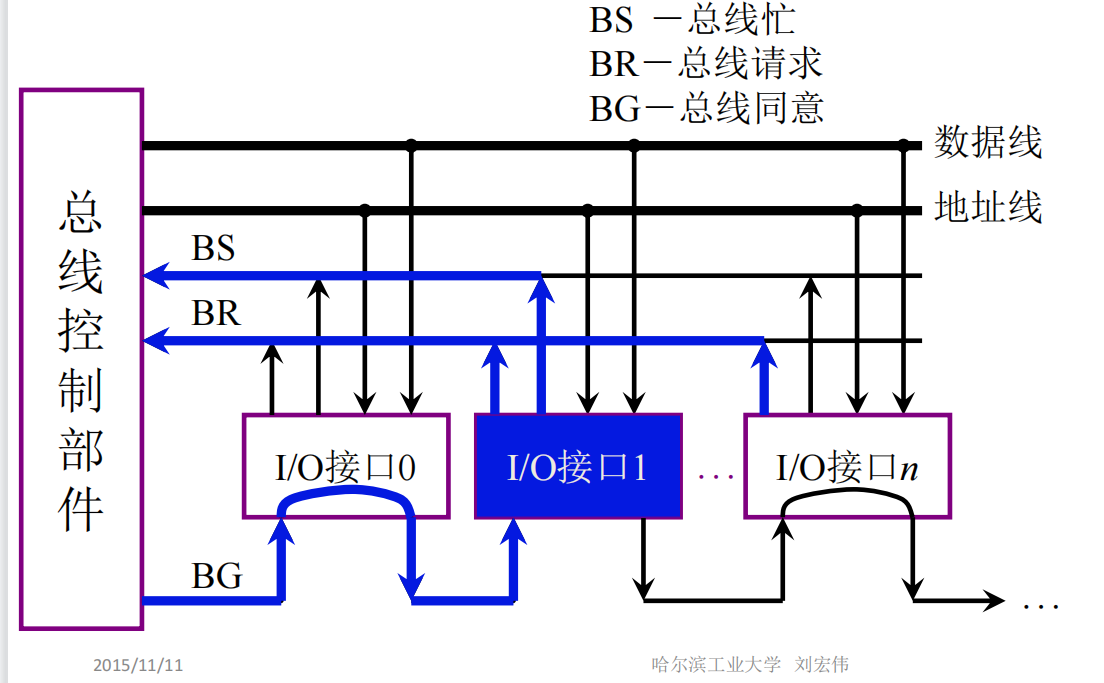 BS －总线忙
BR－总线请求
BG－总线同意
数据线
地址线
总线控制部件
BS
BR
I/O接口0
I/O接口1
…
I/O接口n
BG
…
2015/11/11
哈尔滨工业大学 刘宏伟